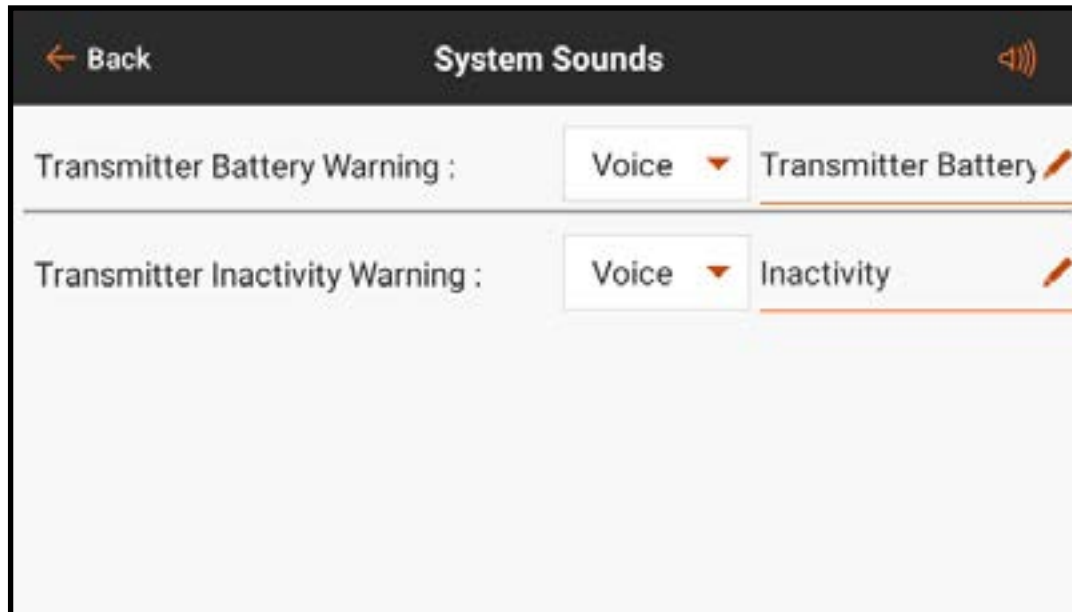 Back System Sounds
Transmitter Battery Warning : Voice Transmitter Battery
Transmitter Inactivity Warning : Voice Inactivity